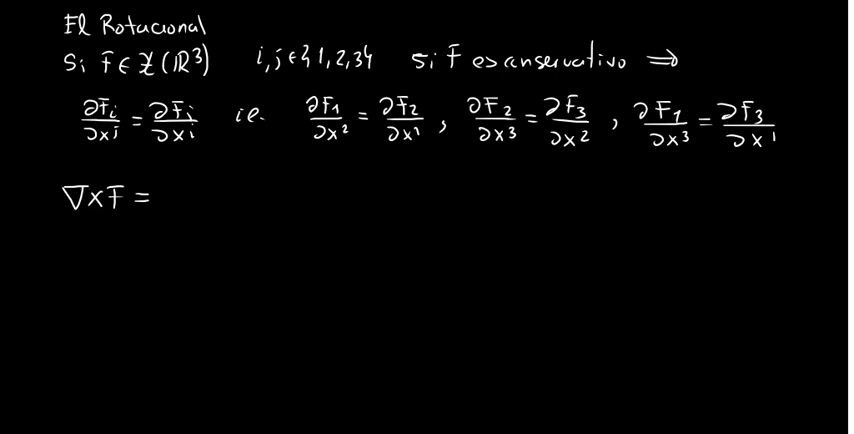 El Rotacional
Si F ∈ 𝔛(ℝ³)   i,j ∈ {1,2,3}   si F es conservativo ⇒
∂Fi/∂x^j = ∂Fi/∂x^i   i.e.   ∂F₁/∂x² = ∂F₂/∂x¹ , ∂F₂/∂x³ = ∂F₃/∂x² , ∂F₁/∂x³ = ∂F₃/∂x¹
∇×F =